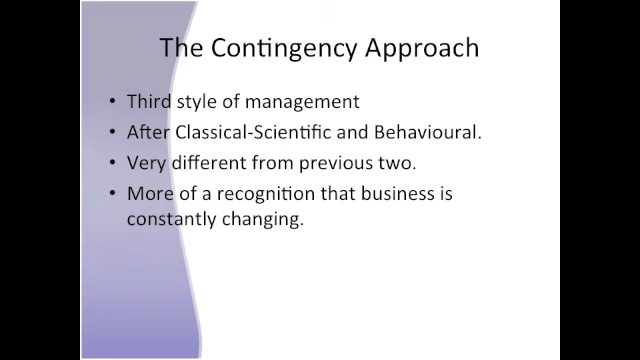 The Contingency Approach
• Third style of management
• After Classical-Scientific and Behavioural.
• Very different from previous two.
• More of a recognition that business is
constantly changing.